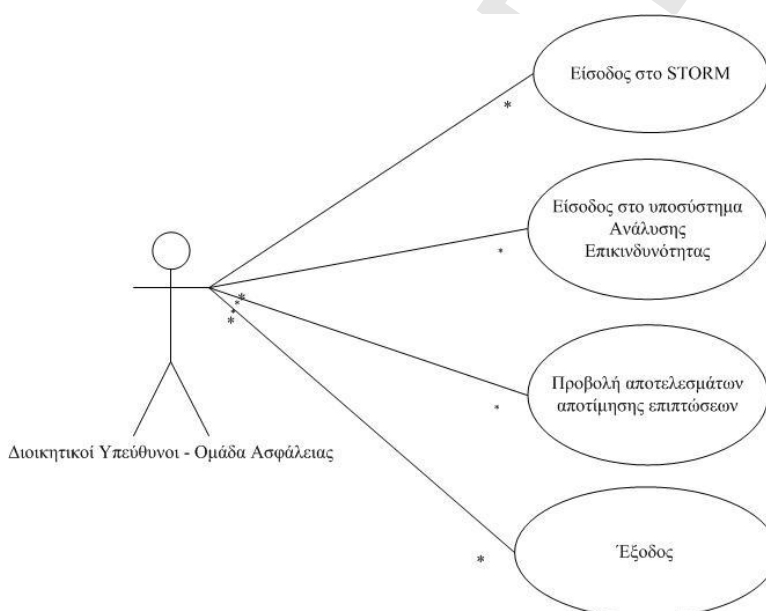 Είσοδος στο STORM
*
Είσοδος στο υποσύστημα
Ανάλυσης
Επικινδυνότητας
*
*
*
*
*
Προβολή αποτελεσμάτων
αποτίμησης επιπτώσεων
*
Διοικητικοί Υπεύθυνοι - Ομάδα Ασφάλειας
Έξοδος
*